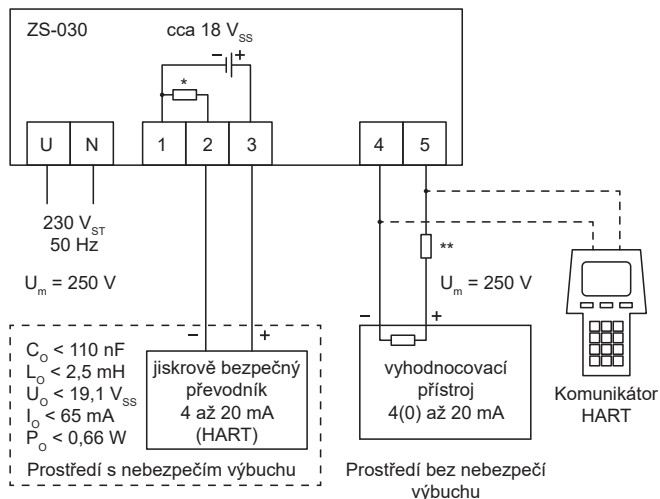 ZS-030
cca 18 V_SS
− +
*
U N 1 2 3 4 5
230 V_ST
50 Hz
U_m = 250 V
**
U_m = 250 V
− +
− +
C_O < 110 nF
L_O < 2,5 mH
U_O < 19,1 V_SS
I_O < 65 mA
P_O < 0,66 W
jiskrově bezpečný
převodník
4 až 20 mA
(HART)
vyhodnocovací
přístroj
4(0) až 20 mA
Komunikátor
HART
Prostředí s nebezpečím výbuchu
Prostředí bez nebezpečí
výbuchu